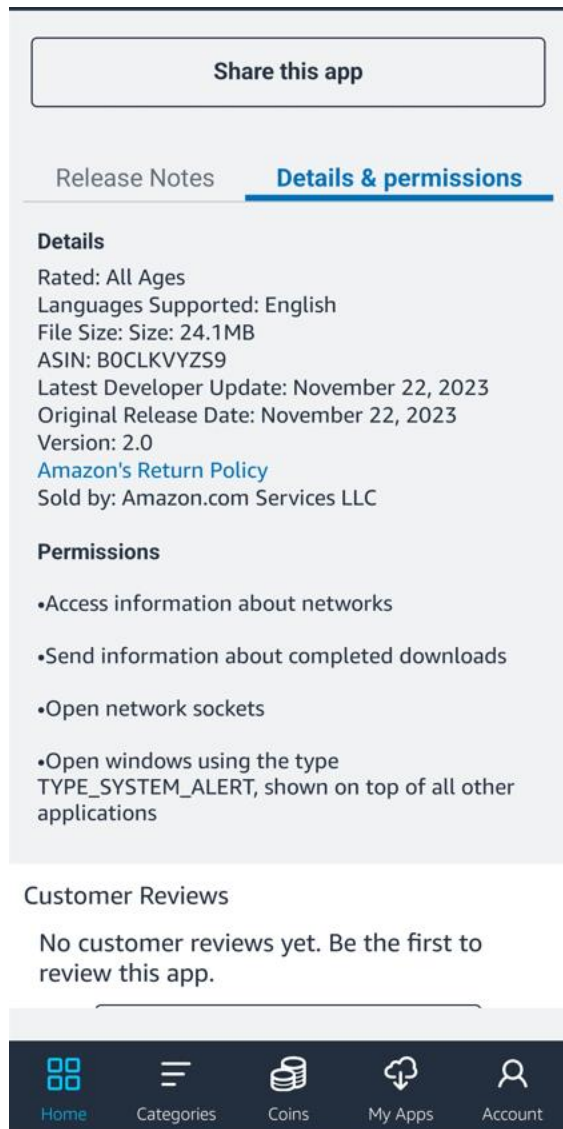 Share this app
Release Notes
Details & permissions
Details
Rated: All Ages
Languages Supported: English
File Size: Size: 24.1MB
ASIN: B0CLKVYZS9
Latest Developer Update: November 22, 2023
Original Release Date: November 22, 2023
Version: 2.0
Amazon's Return Policy
Sold by: Amazon.com Services LLC
Permissions
•Access information about networks
•Send information about completed downloads
•Open network sockets
•Open windows using the type
TYPE_SYSTEM_ALERT, shown on top of all other
applications
Customer Reviews
No customer reviews yet. Be the first to
review this app.
Home
Categories
Coins
My Apps
Account